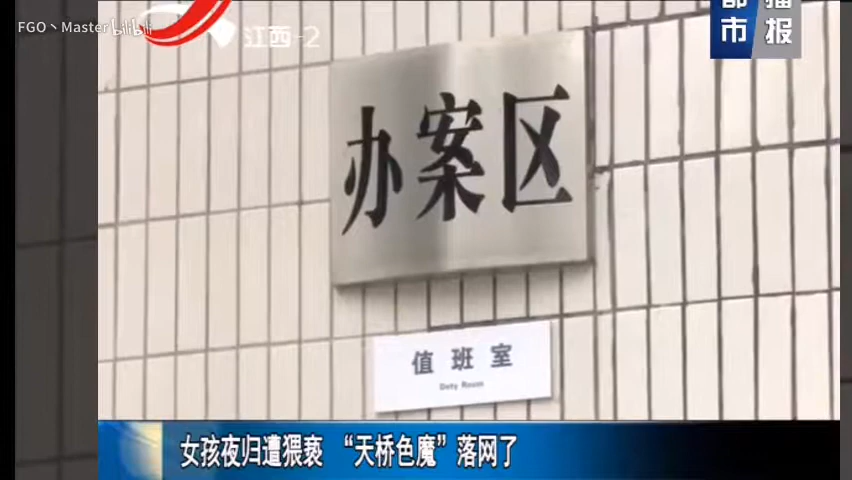 FGO丶Master bilibili
江西-2
都 播
市 报
办案区
值班室
Duty Room
女孩夜归遭猥亵 “天桥色魔”落网了